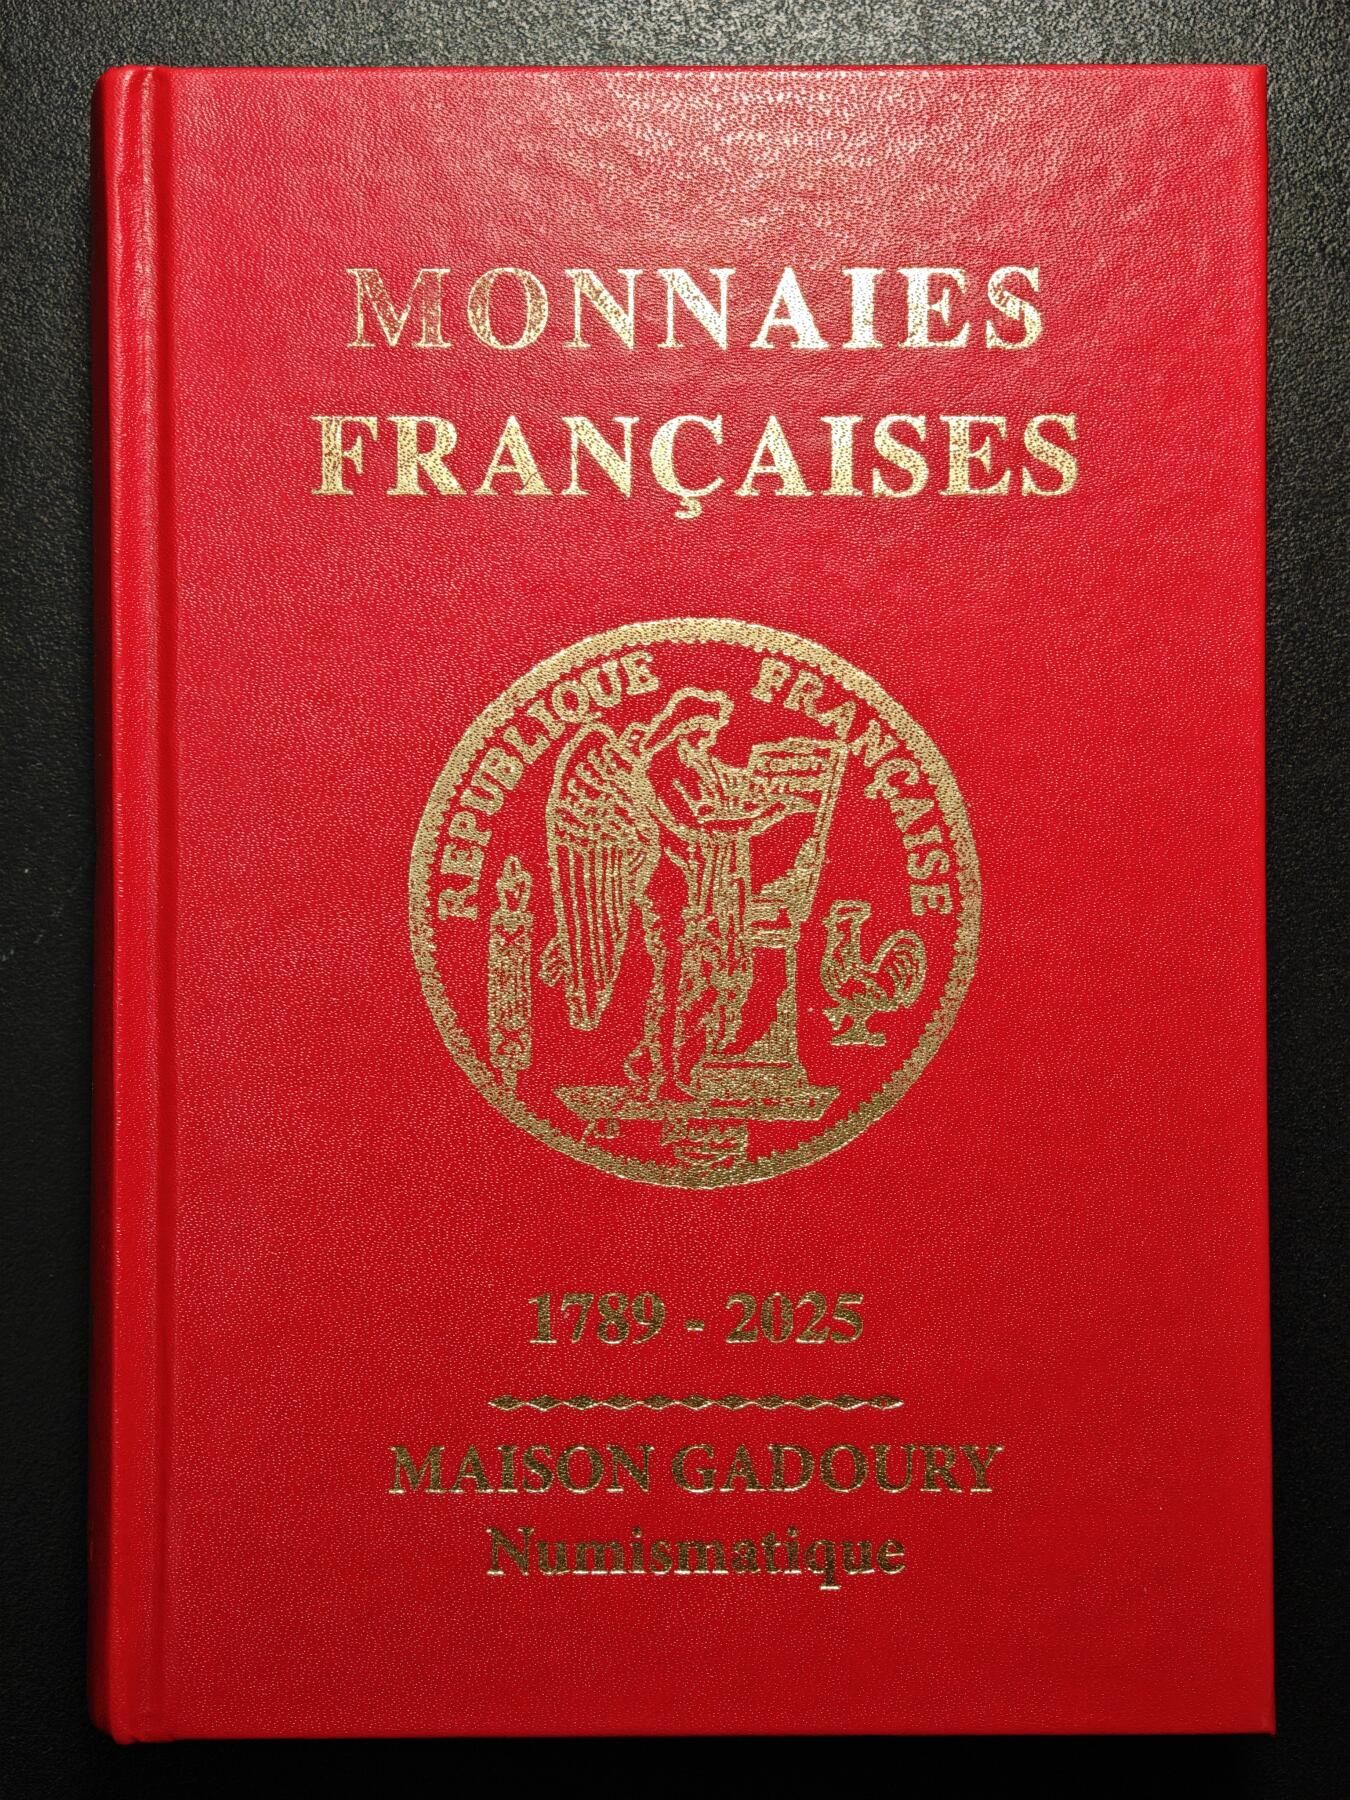 MONNAIES
FRANÇAISES
REPUBLIQUE FRANÇAISE
1789 - 2025
MAISON GADOURY
Numismatique